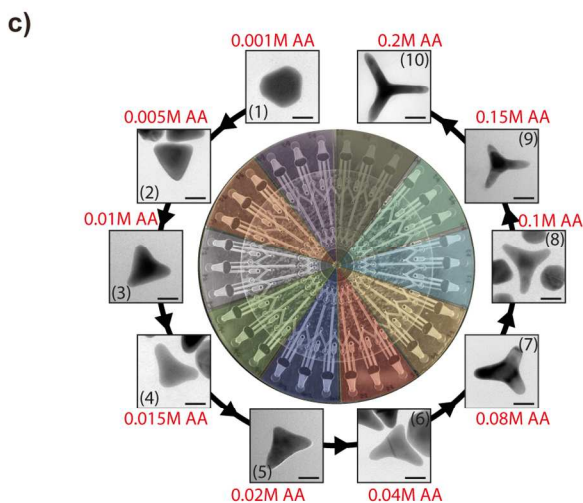 c)
0.001M AA
(1)
0.005M AA
(2)
0.01M AA
(3)
(4)
0.015M AA
(5)
0.02M AA
(6)
0.04M AA
(7)
0.08M AA
0.1M AA
(8)
0.15M AA
(9)
0.2M AA
(10)